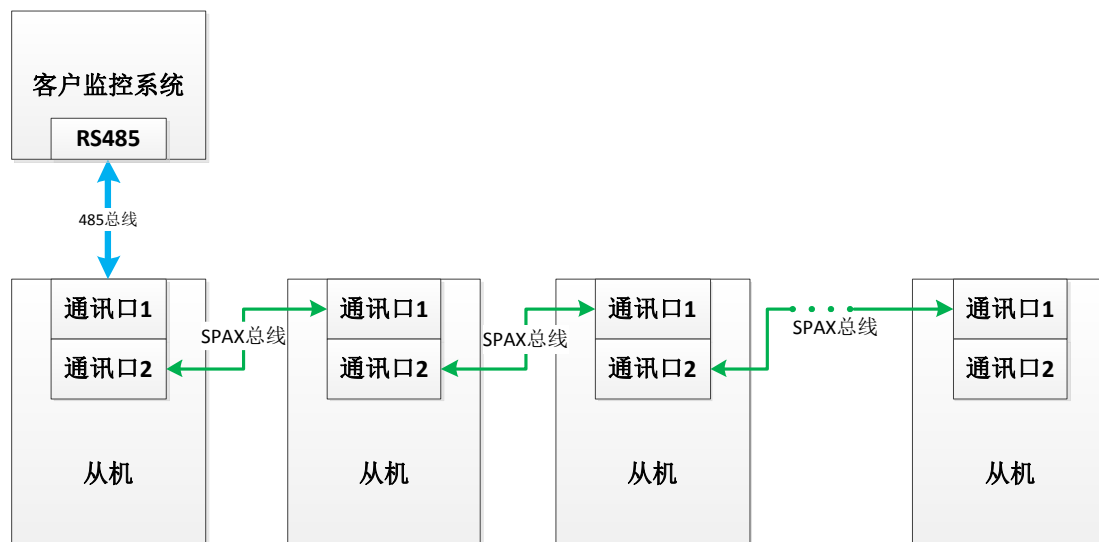 客户监控系统
RS485
485总线
通讯口1
通讯口2
从机
SPAX总线
通讯口1
通讯口2
从机
SPAX总线
通讯口1
通讯口2
从机
SPAX总线
通讯口1
通讯口2
从机